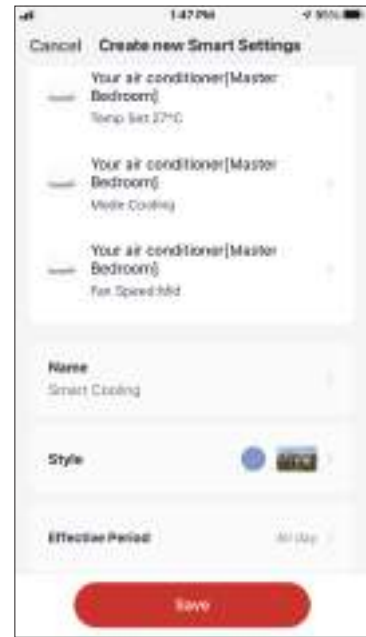 1:47 PM
Cancel Create new Smart Settings
Your air conditioner[Master
Bedroom]
Temp Set 27°C
Your air conditioner[Master
Bedroom]
Mode Cooling
Your air conditioner[Master
Bedroom]
Fan Speed Mid
Name
Smart Cooling
Style
Effective Period All day
Save